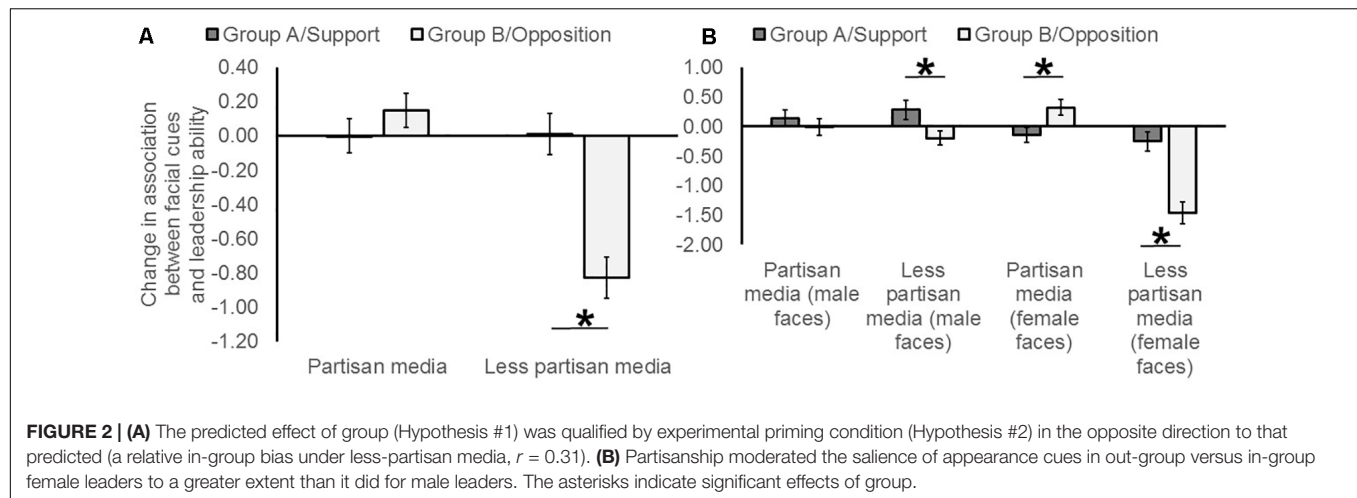 A
Group A/Support
Group B/Opposition
Change in association
between facial cues
and leadership ability
0.40
0.20
0.00
-0.20
-0.40
-0.60
-0.80
-1.00
-1.20
*
Partisan media
Less partisan media
B
Group A/Support
Group B/Opposition
1.00
0.50
0.00
-0.50
-1.00
-1.50
-2.00
*
*
*
Partisan
media (male
faces)
Less
partisan
media (male
faces)
Partisan
media
(female
faces)
Less
partisan
media
(female
faces)
FIGURE 2 | (A) The predicted effect of group (Hypothesis #1) was qualified by experimental priming condition (Hypothesis #2) in the opposite direction to that
predicted (a relative in-group bias under less-partisan media, r = 0.31). (B) Partisanship moderated the salience of appearance cues in out-group versus in-group
female leaders to a greater extent than it did for male leaders. The asterisks indicate significant effects of group.